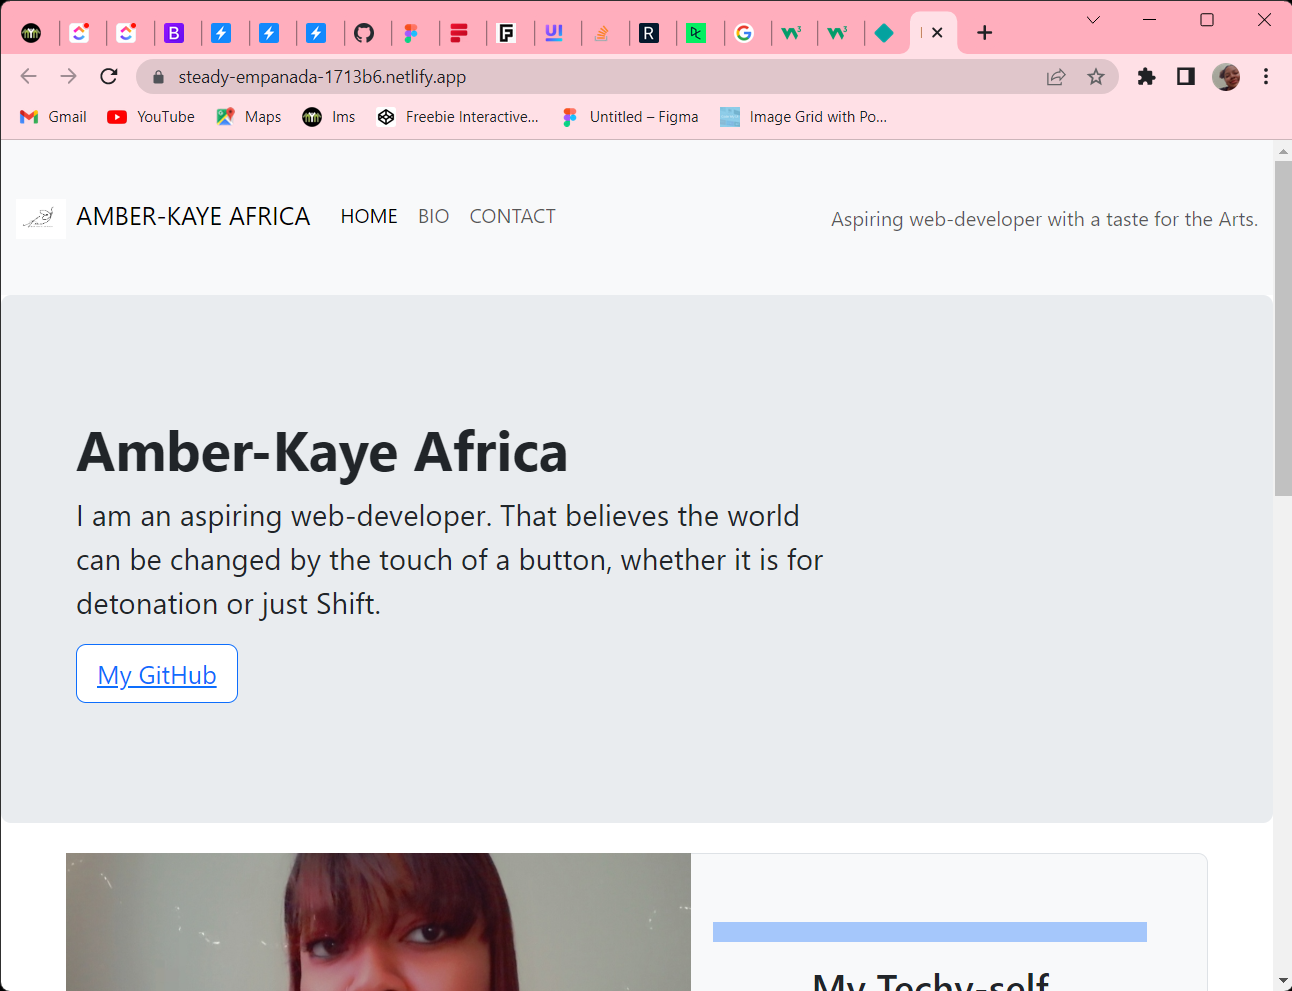 steady-empanada-1713b6.netlify.app
Gmail YouTube Maps lms Freebie Interactive... Untitled – Figma Image Grid with Po...
AMBER-KAYE AFRICA HOME BIO CONTACT Aspiring web-developer with a taste for the Arts.
Amber-Kaye Africa
I am an aspiring web-developer. That believes the world
can be changed by the touch of a button, whether it is for
detonation or just Shift.
My GitHub
My Techy-self